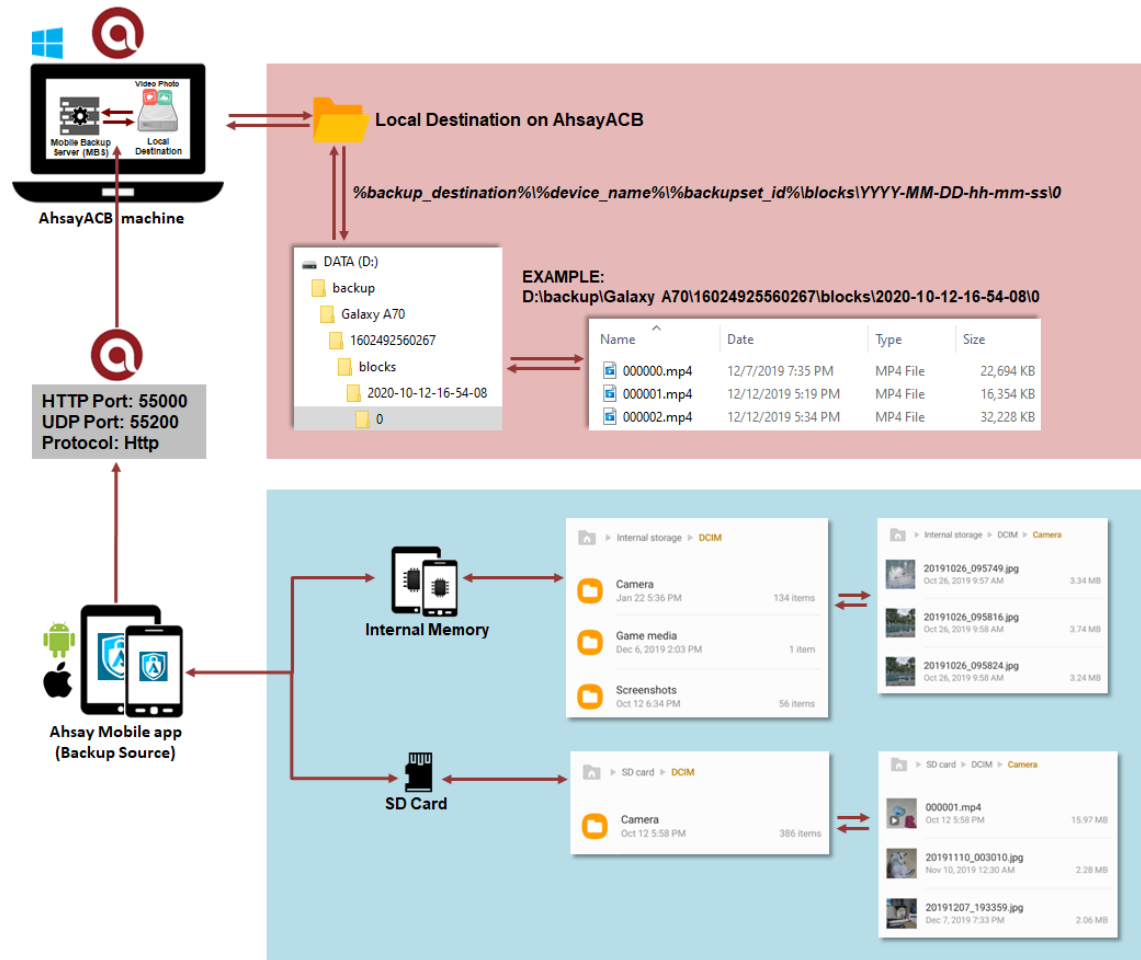 Video Photo
Mobile Backup
Server (MBS)
Local
Destination
AhsayACB machine
HTTP Port: 55000
UDP Port: 55200
Protocol: Http
Ahsay Mobile app
(Backup Source)
Local Destination on AhsayACB
%backup_destination%\%device_name%\%backupset_id%\blocks\YYYY-MM-DD-hh-mm-ss\0
DATA (D:)
backup
Galaxy A70
1602492560267
blocks
2020-10-12-16-54-08
0
EXAMPLE:
D:\backup\Galaxy A70\16024925560267\blocks\2020-10-12-16-54-08\0
Name Date Type Size
000000.mp4 12/7/2019 7:35 PM MP4 File 22,694 KB
000001.mp4 12/12/2019 5:19 PM MP4 File 16,354 KB
000002.mp4 12/12/2019 5:34 PM MP4 File 32,228 KB
Internal Memory
Internal storage DCIM
Camera
Jan 22 5:36 PM 134 items
Game media
Dec 6, 2019 2:03 PM 1 item
Screenshots
Oct 12 6:34 PM 56 items
Internal storage DCIM Camera
20191026_095749.jpg
Oct 26, 2019 9:57 AM 3.34 MB
20191026_095816.jpg
Oct 26, 2019 9:58 AM 3.74 MB
20191026_095824.jpg
Oct 26, 2019 9:58 AM 3.24 MB
SD Card
SD card DCIM
Camera
Oct 12 5:58 PM 386 items
SD card DCIM Camera
000001.mp4
Oct 12 5:58 PM 15.97 MB
20191110_003010.jpg
Nov 10, 2019 12:30 AM 2.28 MB
20191207_193359.jpg
Dec 7, 2019 7:33 PM 2.06 MB